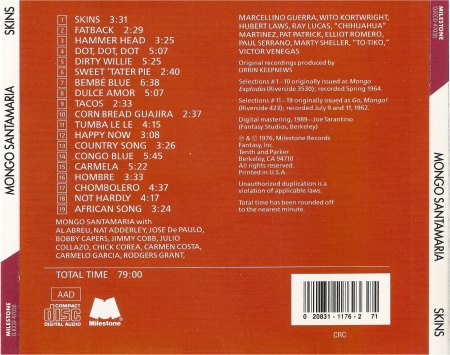 SKINS
MONGO SANTAMARIA
MILESTONE
1 SKINS 3:31
2 FATBACK 2:29
3 HAMMER HEAD 3:25
4 DOT, DOT, DOT 5:07
5 DIRTY WILLIE 5:25
6 SWEET 'TATER PIE 2:40
7 BEMBÉ BLUE 6:38
8 DULCE AMOR 5:10
9 TACOS 2:33
10 CORN BREAD GUAJIRA 2:34
11 TUMBA LE LE 4:15
12 HAPPY NOW 3:08
13 COUNTRY SONG 3:26
14 CONGO BLUE 5:45
15 CARMELA 5:22
16 HOMBRE 3:33
17 CHOMBOLERO 4:12
18 NOT HARDLY 4:17
19 AFRICAN SONG 3:24
MONGO SANTAMARIA with
AL ABREU, NAT ADDERLEY, JOSE De PAULO,
BOBBY CAPERS, JIMMY COBB, JULIO
COLLAZO, CHICK COREA, CARMEN COSTA,
CARMELO GARCIA, RODGERS GRANT,
MARCELLINO GUERRA, WITO KORTWRIGHT,
HUBERT LAWS, RAY LUCAS, "CHIHUAHUA"
MARTINEZ, PAT PATRICK, ELLIOT ROMERO,
PAUL SERRANO, MARTY SHELLER, "TO-TIKO,"
VICTOR VENEGAS
Original recordings produced by
ORRIN KEEPNEWS
Selections #1–10 originally issued as Mongo
Explodes (Riverside 3530); recorded Spring 1964.
Selections #11–19 originally issued as Go, Mongo!
(Riverside 423); recorded July 9 and 11, 1962.
Digital mastering, 1989—Joe Tarantino
(Fantasy Studios, Berkeley)
℗ & © 1976, Milestone Records
Fantasy, Inc.
Tenth and Parker
Berkeley, CA 94710
All Rights Reserved.
Printed in U.S.A.
Unauthorized duplication is a
violation of applicable laws.
Total time has been rounded off
to the nearest minute.
TOTAL TIME 79:00
AAD
COMPACT
disc
DIGITAL AUDIO
Milestone
0 20831-1176-2 71
CRC
MILESTONE
MONGO SANTAMARIA
SKINS